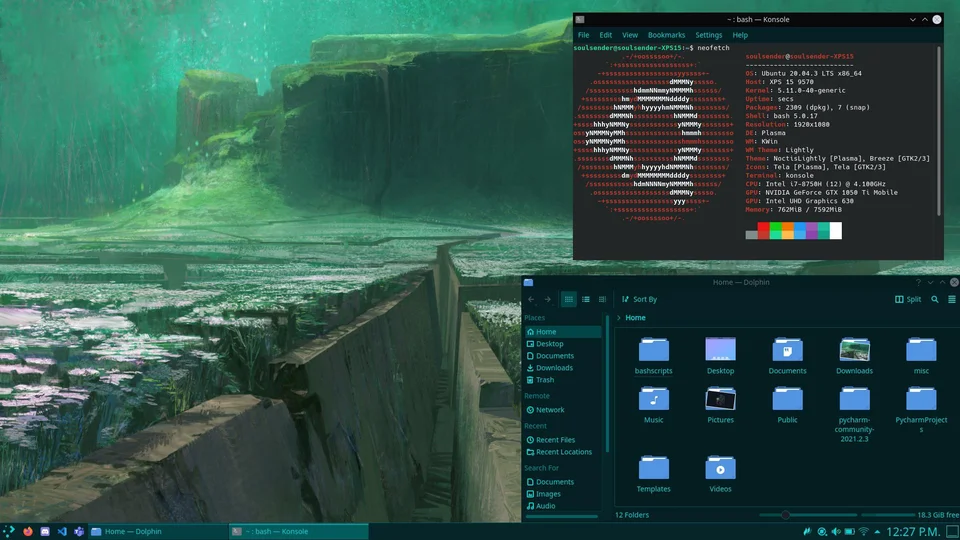 ~ : bash — Konsole
File Edit View Bookmarks Settings Help
soulsender@soulsender-XPS15:~$ neofetch
soulsender@soulsender-XPS15
OS: Ubuntu 20.04.3 LTS x86_64
Host: XPS 15 9570
Kernel: 5.11.0-40-generic
Uptime: secs
Packages: 2309 (dpkg), 7 (snap)
Shell: bash 5.0.17
Resolution: 1920x1080
DE: Plasma
WM: KWin
WM Theme: Lightly
Theme: NoctisLightly [Plasma], Breeze [GTK2/3]
Icons: Tela [Plasma], Tela [GTK2/3]
Terminal: konsole
CPU: Intel i7-8750H (12) @ 4.100GHz
GPU: NVIDIA GeForce GTX 1050 Ti Mobile
GPU: Intel UHD Graphics 630
Memory: 762MiB / 7592MiB
Home — Dolphin
Sort By
Split
Places
Home
Desktop
Documents
Downloads
Trash
Remote
Network
Recent
Recent Files
Recent Locations
Search For
Documents
Images
Audio
Home
bashscripts
Desktop
Documents
Downloads
misc
Music
Pictures
Public
pycharm-
community-
2021.2.3
PycharmProject
s
Templates
Videos
12 Folders
18.3 GiB free
Home — Dolphin
~ : bash — Konsole
12:27 P.M.